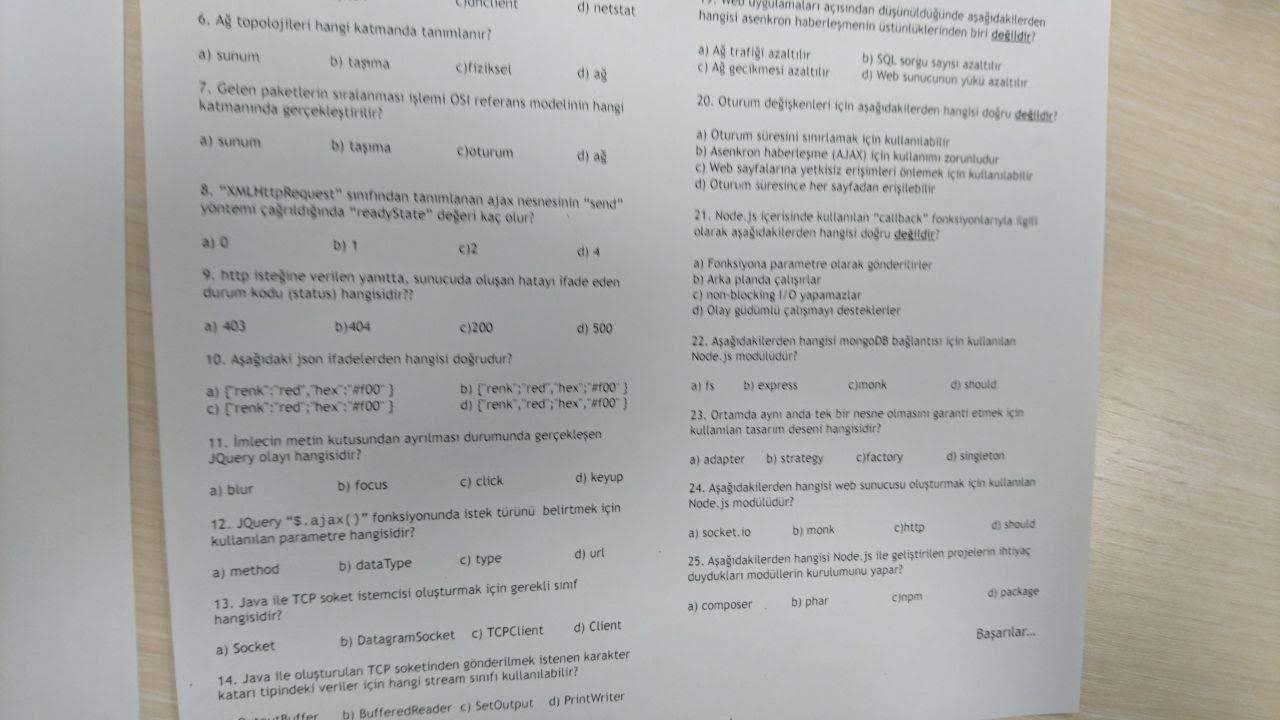 d) netstat
6. Ağ topolojileri hangi katmanda tanımlanır?
a) sunum b) taşıma c)fiziksel d) ağ
7. Gelen paketlerin sıralanması işlemi OSI referans modelinin hangi
katmanında gerçekleştirilir?
a) sunum b) taşıma c)oturum d) ağ
8. "XMLHttpRequest" sınıfından tanımlanan ajax nesnesinin "send"
yöntemi çağrıldığında "readyState" değeri kaç olur?
a) 0 b) 1 c)2 d) 4
9. http isteğine verilen yanıtta, sunucuda oluşan hatayı ifade eden
durum kodu (status) hangisidir??
a) 403 b)404 c)200 d) 500
10. Aşağıdaki json ifadelerden hangisi doğrudur?
a) {"renk":"red","hex":"#f00" } b) {"renk";"red","hex";"#f00" }
c) {"renk":"red";"hex":"#f00" } d) {"renk","red";"hex","#f00" }
11. İmlecin metin kutusundan ayrılması durumunda gerçekleşen
JQuery olayı hangisidir?
a) blur b) focus c) click d) keyup
12. JQuery "$.ajax()" fonksiyonunda istek türünü belirtmek için
kullanılan parametre hangisidir?
a) method b) dataType c) type d) url
13. Java ile TCP soket istemcisi oluşturmak için gerekli sınıf
hangisidir?
a) Socket b) DatagramSocket c) TCPClient d) Client
14. Java ile oluşturulan TCP soketinden gönderilmek istenen karakter
katarı tipindeki veriler için hangi stream sınıfı kullanılabilir?
b) BufferedReader c) SetOutput d) PrintWriter
uygulamaları açısından düşünüldüğünde aşağıdakilerden
hangisi asenkron haberleşmenin üstünlüklerinden biri değildir?
a) Ağ trafiği azaltılır b) SQL sorgu sayısı azaltılır
c) Ağ gecikmesi azaltılır d) Web sunucunun yükü azaltılır
20. Oturum değişkenleri için aşağıdakilerden hangisi doğru değildir?
a) Oturum süresini sınırlamak için kullanılabilir
b) Asenkron haberleşme (AJAX) için kullanımı zorunludur
c) Web sayfalarına yetkisiz erişimleri önlemek için kullanılabilir
d) Oturum süresince her sayfadan erişilebilir
21. Node.js içerisinde kullanılan "callback" fonksiyonlarıyla ilgili
olarak aşağıdakilerden hangisi doğru değildir?
a) Fonksiyona parametre olarak gönderilirler
b) Arka planda çalışırlar
c) non-blocking I/O yapamazlar
d) Olay güdümlü çalışmayı desteklerler
22. Aşağıdakilerden hangisi mongoDB bağlantısı için kullanılan
Node.js modülüdür?
a) fs b) express c)monk d) should
23. Ortamda aynı anda tek bir nesne olmasını garanti etmek için
kullanılan tasarım deseni hangisidir?
a) adapter b) strategy c)factory d) singleton
24. Aşağıdakilerden hangisi web sunucusu oluşturmak için kullanılan
Node.js modülüdür?
a) socket.io b) monk c)http d) should
25. Aşağıdakilerden hangisi Node.js ile geliştirilen projelerin ihtiyaç
duydukları modüllerin kurulumunu yapar?
a) composer b) phar c)npm d) package
Başarılar...